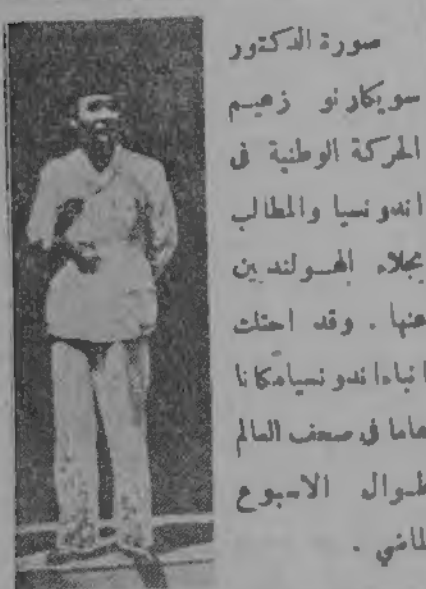 صورة الدكتور
سويكارنو زعيم
الحركة الوطنية في
اندونسيا والمطالب
بجلاء الهولنديين
عنها . وقد احتلت
انباء اندونسيا مكانا
هاما في صحف العالم
طوال الاسبوع
الماضي .